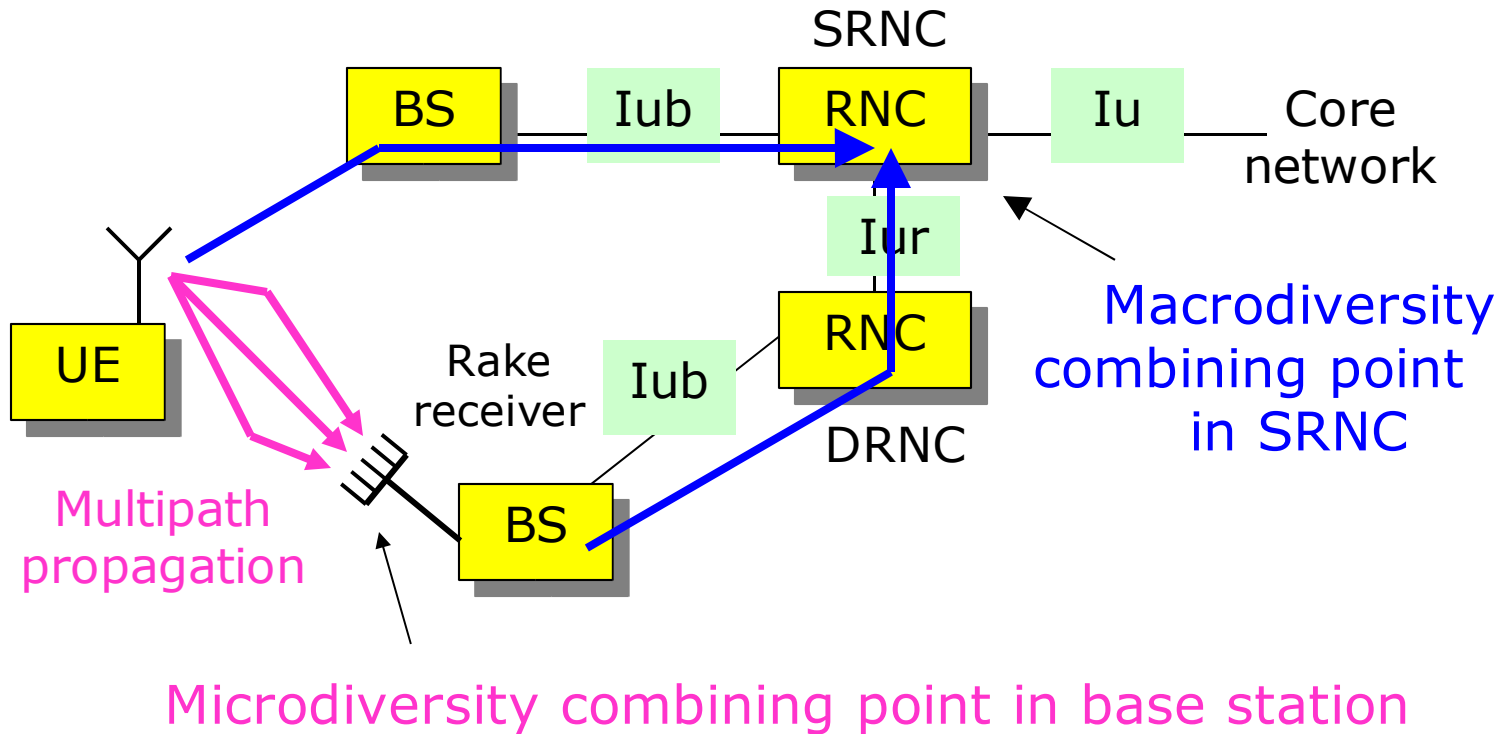 SRNC
BS
Iub
RNC
Iu
Core
network
Iur
UE
Rake
receiver
Iub
RNC
DRNC
Macrodiversity
combining point
in SRNC
Multipath
propagation
BS
Microdiversity combining point in base station